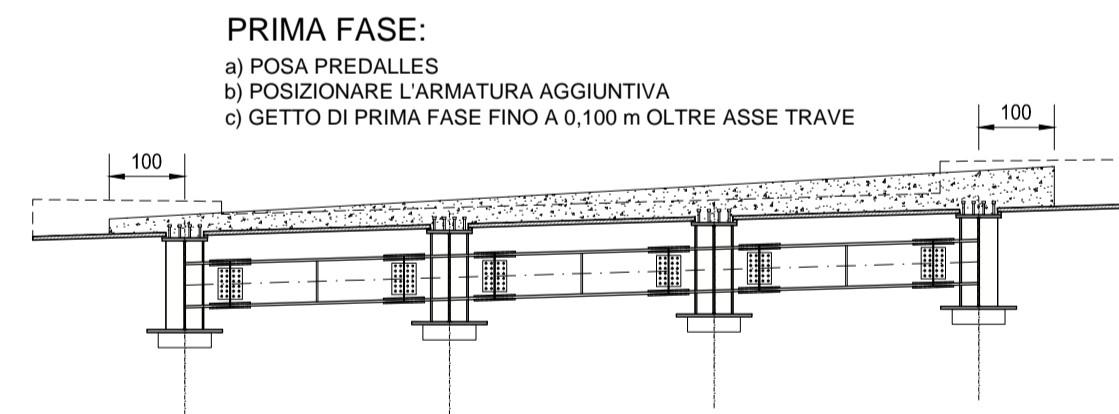 PRIMA FASE:
a) POSA PREDALLES
b) POSIZIONARE L'ARMATURA AGGIUNTIVA
c) GETTO DI PRIMA FASE FINO A 0,100 m OLTRE ASSE TRAVE
100
100